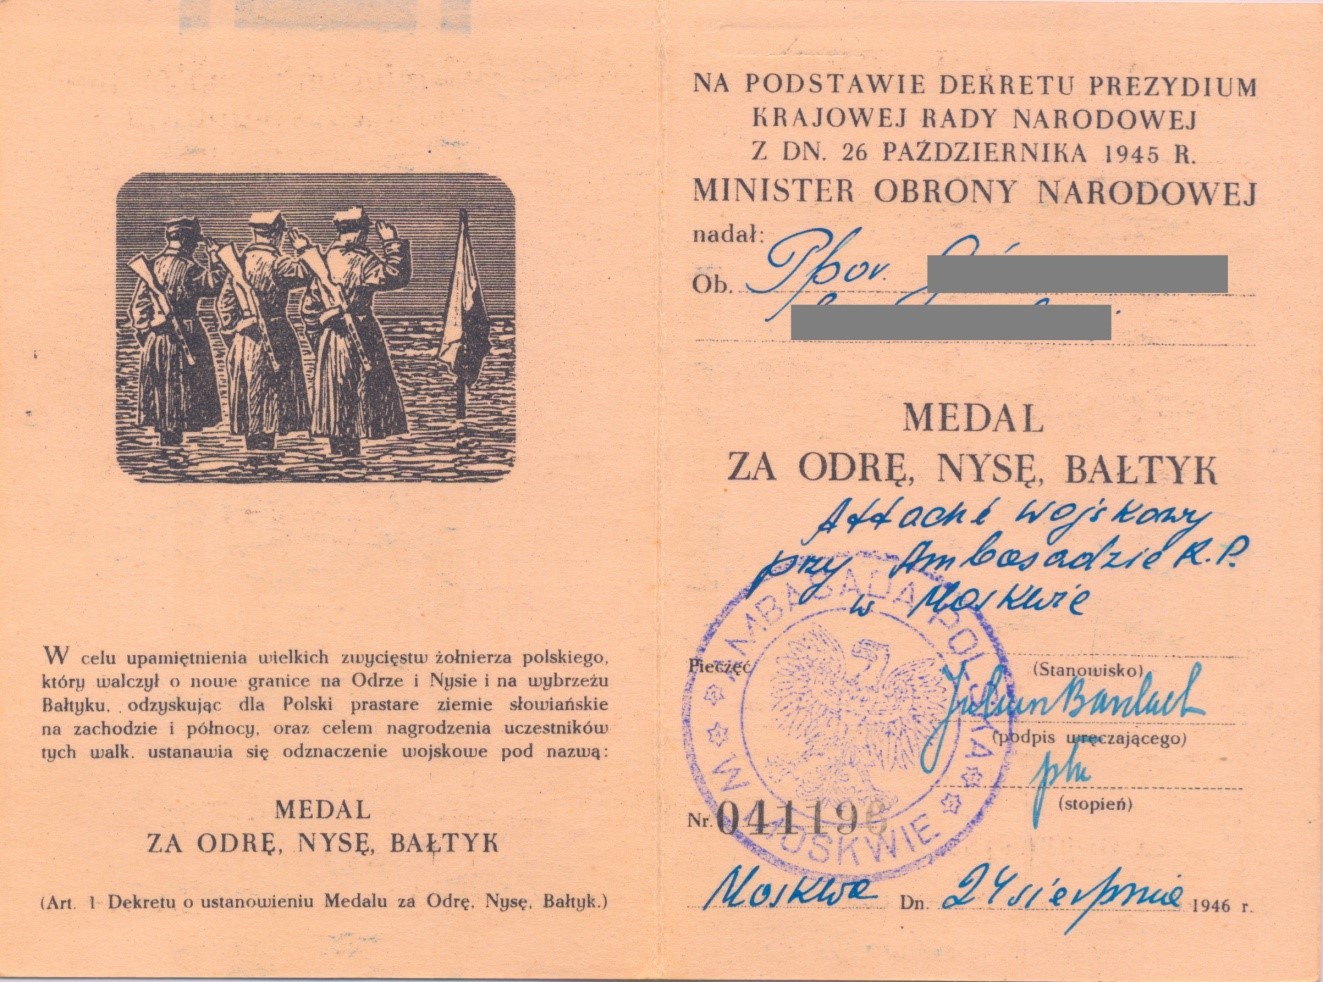 W celu upamiętnienia wielkich zwycięstw żołnierza polskiego,
który walczył o nowe granice na Odrze i Nysie i na wybrzeżu
Bałtyku, odzyskując dla Polski prastare ziemie słowiańskie
na zachodzie i północy, oraz celem nagrodzenia uczestników
tych walk, ustanawia się odznaczenie wojskowe pod nazwą:
MEDAL
ZA ODRĘ, NYSĘ, BAŁTYK
(Art. 1 Dekretu o ustanowieniu Medalu za Odrę, Nysę, Bałtyk.)
NA PODSTAWIE DEKRETU PREZYDIUM
KRAJOWEJ RADY NARODOWEJ
Z DN. 26 PAŹDZIERNIKA 1945 R.
MINISTER OBRONY NARODOWEJ
nadał:
Ob. Ppor.
MEDAL
ZA ODRĘ, NYSĘ, BAŁTYK
Attaché wojskowy
przy Ambasadzie R.P.
w Moskwie
Pieczęć
AMBASADA POLSKA
W MOSKWIE
(Stanowisko)
Juliusz Bardach
(podpis wręczającego)
płk
(stopień)
Nr. 041196
Moskwa Dn. 24 sierpnia 1946 r.